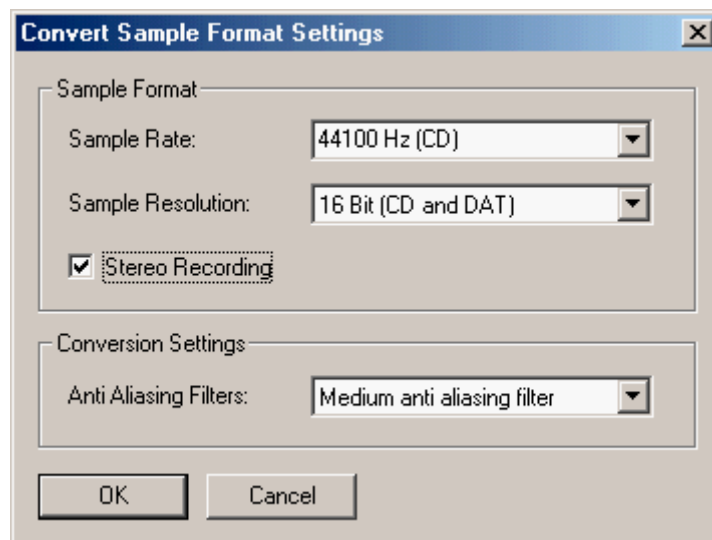 Convert Sample Format Settings
Sample Format
Sample Rate: 44100 Hz (CD)
Sample Resolution: 16 Bit (CD and DAT)
Stereo Recording
Conversion Settings
Anti Aliasing Filters: Medium anti aliasing filter
OK Cancel